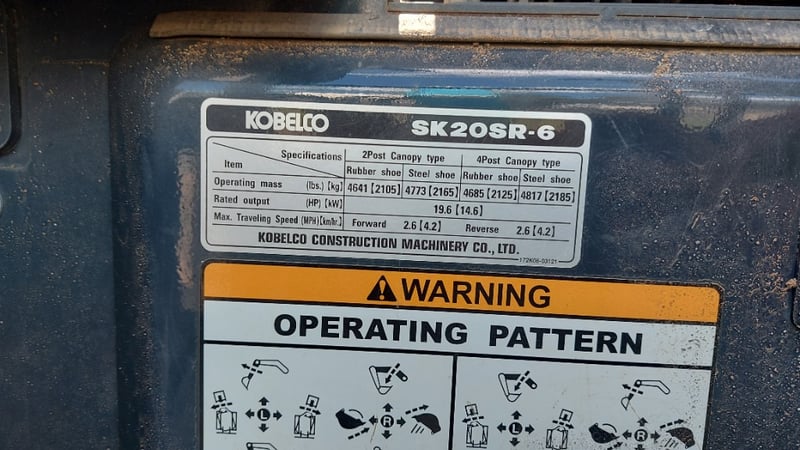 KOBELCO SK20SR-6
Specifications 2Post Canopy type 4Post Canopy type
Item Rubber shoe Steel shoe Rubber shoe Steel shoe
Operating mass (lbs.) [kg] 4641 [2105] 4773 [2165] 4685 [2125] 4817 [2185]
Rated output (HP) [kW] 19.6 [14.6]
Max. Traveling Speed (MPH) [km/hr.] Forward 2.6 [4.2] Reverse 2.6 [4.2]
KOBELCO CONSTRUCTION MACHINERY CO., LTD.
WARNING
OPERATING PATTERN
L R L R